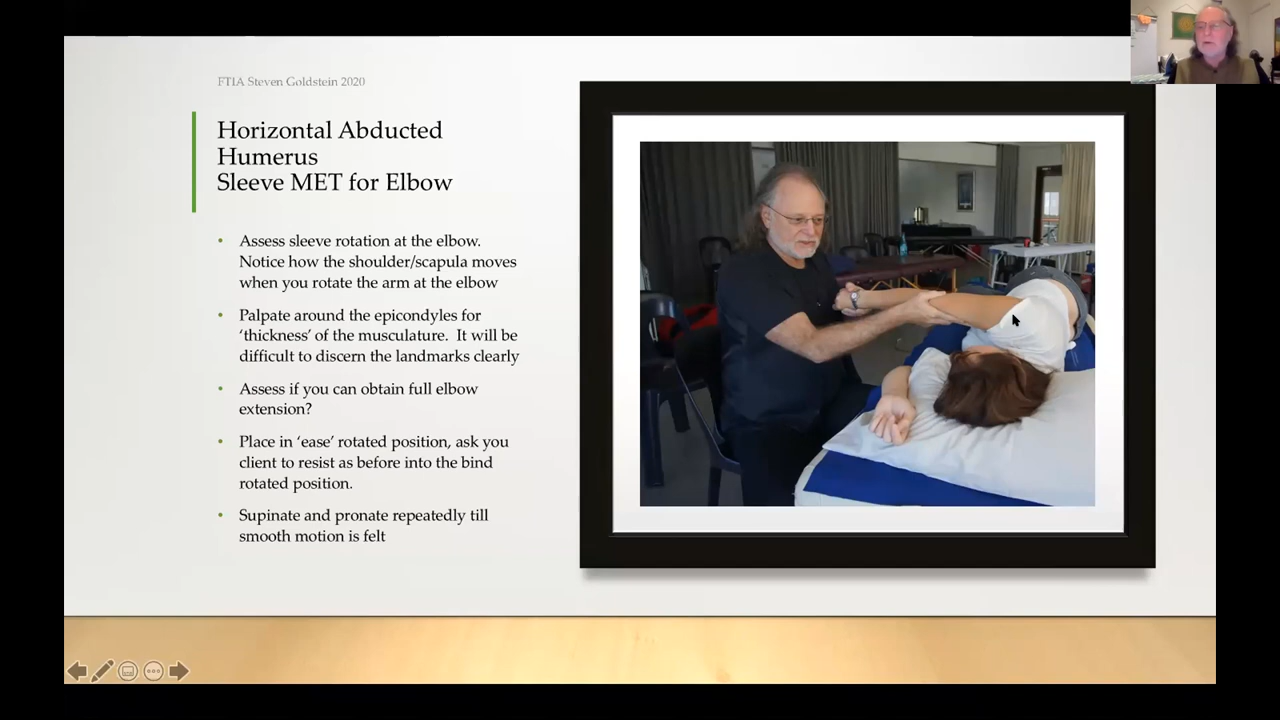 FTIA Steven Goldstein 2020
Horizontal Abducted
Humerus
Sleeve MET for Elbow
• Assess sleeve rotation at the elbow.
Notice how the shoulder/scapula moves
when you rotate the arm at the elbow
• Palpate around the epicondyles for
‘thickness’ of the musculature. It will be
difficult to discern the landmarks clearly
• Assess if you can obtain full elbow
extension?
• Place in ‘ease’ rotated position, ask you
client to resist as before into the bind
rotated position.
• Supinate and pronate repeatedly till
smooth motion is felt